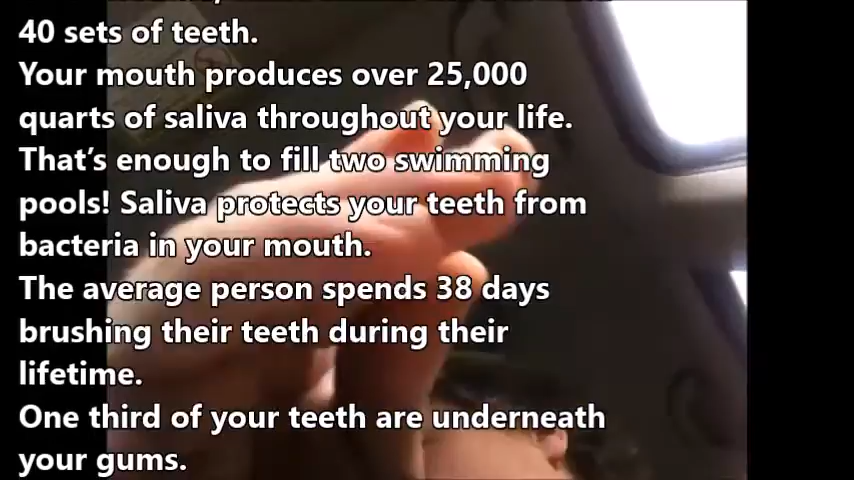 40 sets of teeth.
Your mouth produces over 25,000
quarts of saliva throughout your life.
That’s enough to fill two swimming
pools! Saliva protects your teeth from
bacteria in your mouth.
The average person spends 38 days
brushing their teeth during their
lifetime.
One third of your teeth are underneath
your gums.